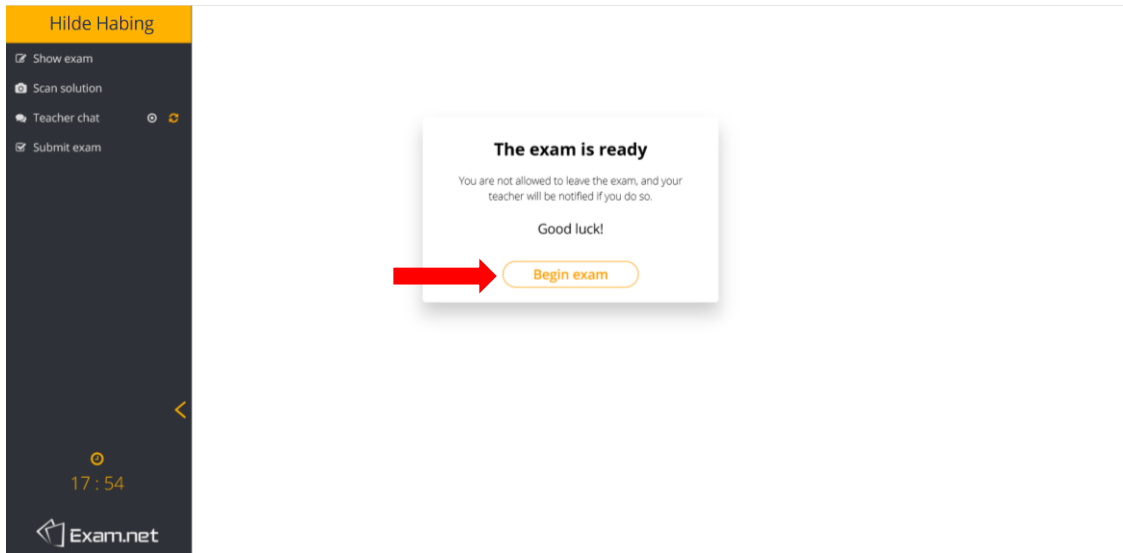 Hilde Habing
Show exam
Scan solution
Teacher chat
Submit exam
The exam is ready
You are not allowed to leave the exam, and your
teacher will be notified if you do so.
Good luck!
Begin exam
17 : 54
Exam.net